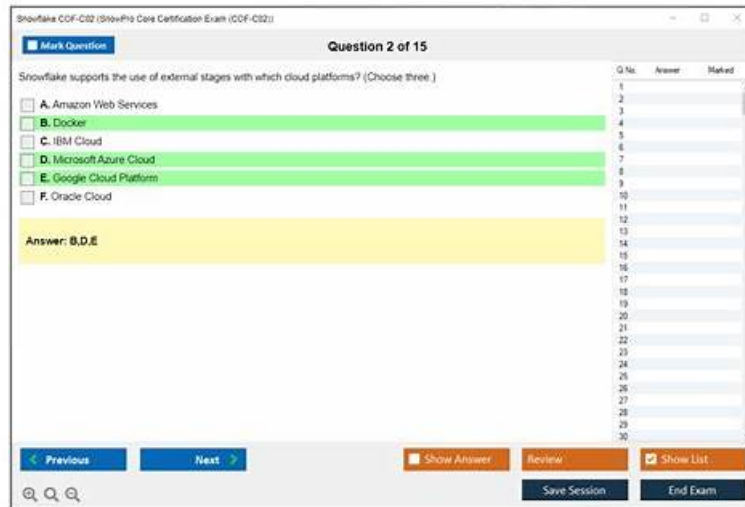 Snowflake COF-C02 (SnowPro Core Certification Exam (COF-C02))
Mark Question
Question 2 of 15
Snowflake supports the use of external stages with which cloud platforms? (Choose three.)
A. Amazon Web Services
B. Docker
C. IBM Cloud
D. Microsoft Azure Cloud
E. Google Cloud Platform
F. Oracle Cloud
Answer: B,D,E
Q No. Answer Marked
1
2
3
4
5
6
7
8
9
10
11
12
13
14
15
16
17
18
19
20
21
22
23
24
25
26
27
28
29
30
Previous Next Show Answer Review Show List
Save Session End Exam